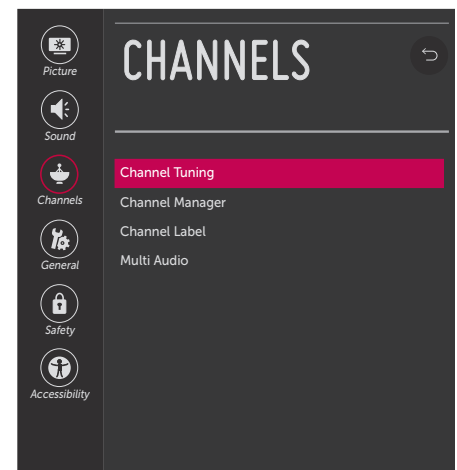 Picture
Sound
Channels
General
Safety
Accessibility
CHANNELS
Channel Tuning
Channel Manager
Channel Label
Multi Audio